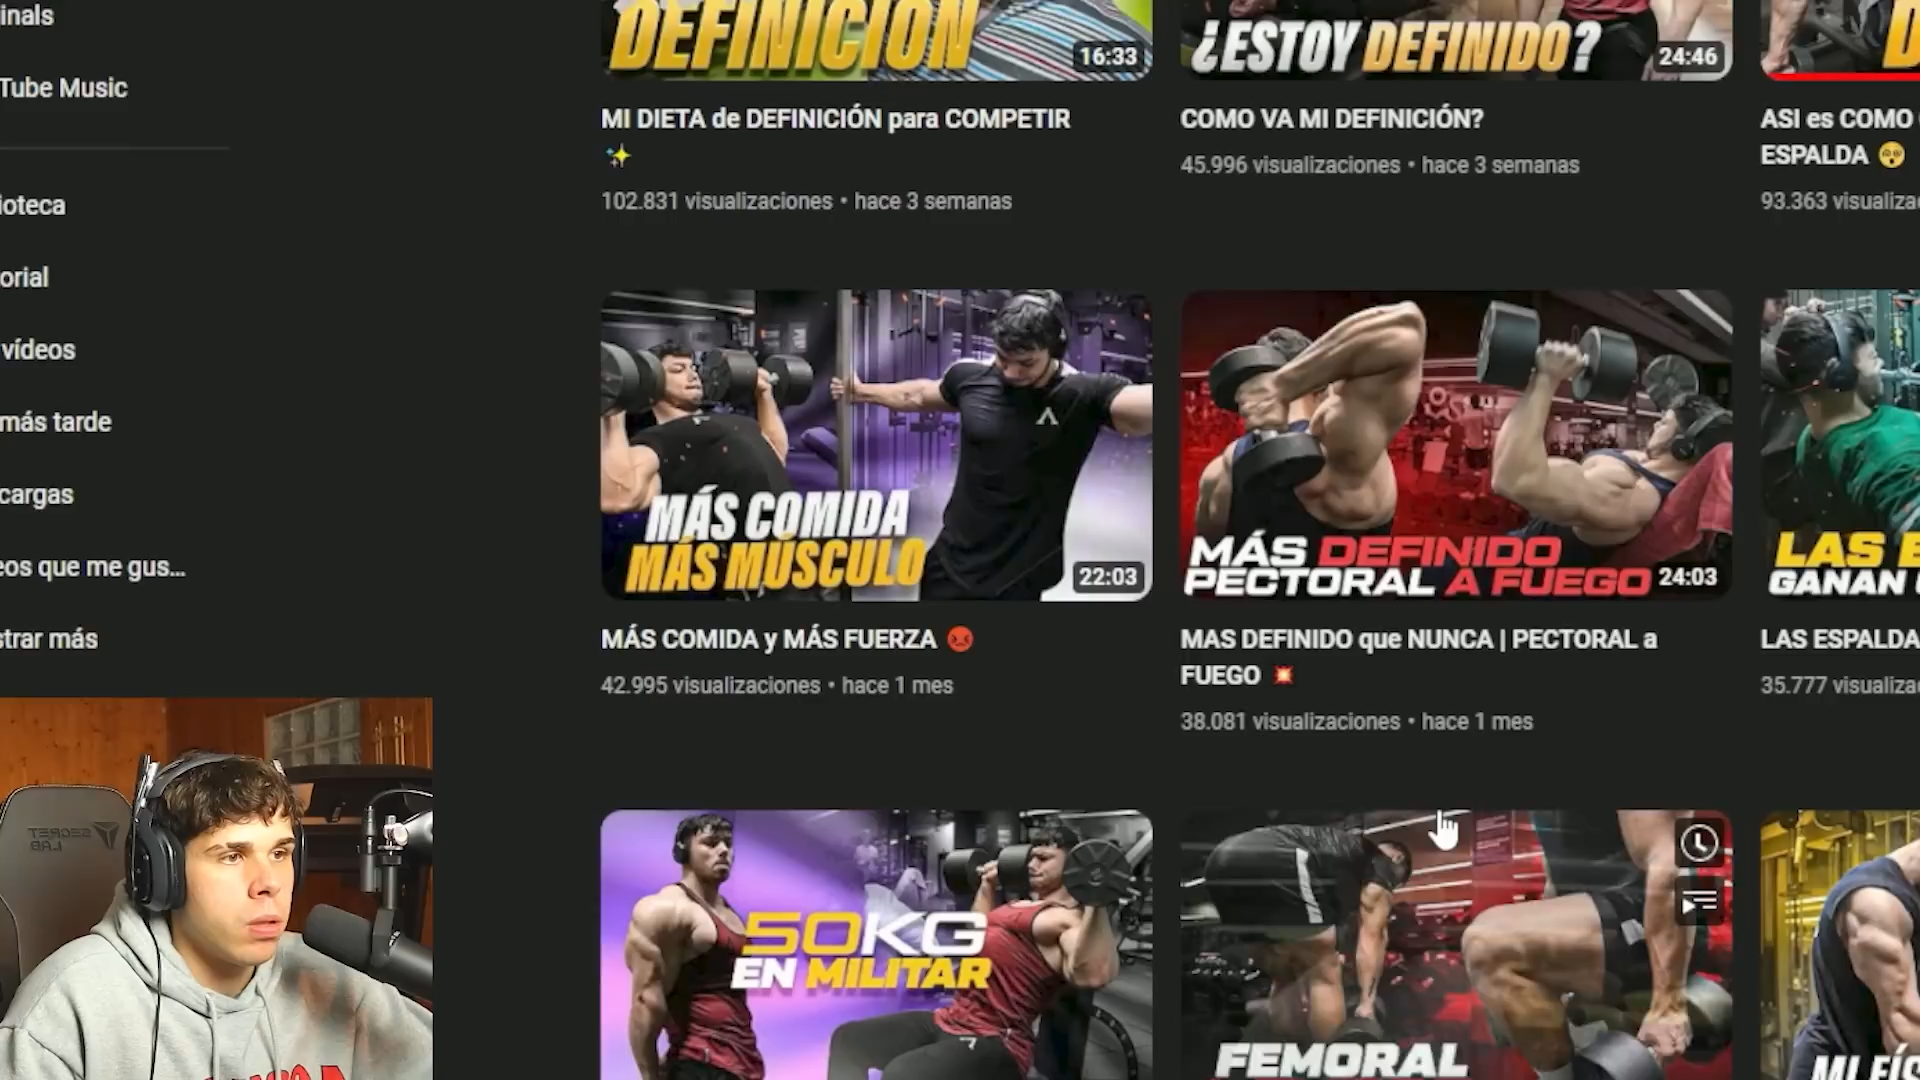 inals
Tube Music
ioteca
orial
vídeos
más tarde
cargas
eos que me gus...
strar más
SECRET
LAB
DEFINICIÓN
16:33
MI DIETA de DEFINICIÓN para COMPETIR
✨
102.831 visualizaciones • hace 3 semanas
¿ESTOY DEFINIDO?
24:46
COMO VA MI DEFINICIÓN?
45.996 visualizaciones • hace 3 semanas
ASI es COMO
ESPALDA 😵
93.363 visualiza
MÁS COMIDA
MÁS MÚSCULO
22:03
MÁS COMIDA y MÁS FUERZA 😡
42.995 visualizaciones • hace 1 mes
MÁS DEFINIDO
PECTORAL A FUEGO
24:03
MAS DEFINIDO que NUNCA | PECTORAL a
FUEGO 💥
38.081 visualizaciones • hace 1 mes
LAS E
GANAN
LAS ESPALDA
35.777 visualiza
50KG
EN MILITAR
FEMORAL
MI FÍS